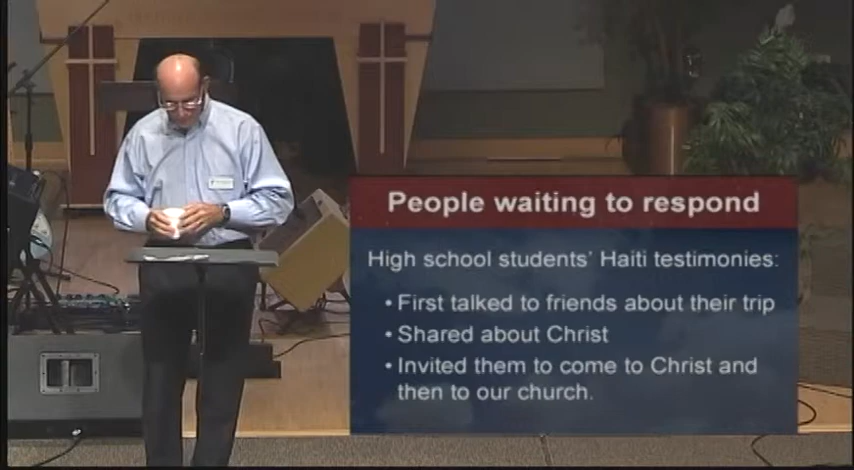 People waiting to respond
High school students' Haiti testimonies:
• First talked to friends about their trip
• Shared about Christ
• Invited them to come to Christ and
then to our church.